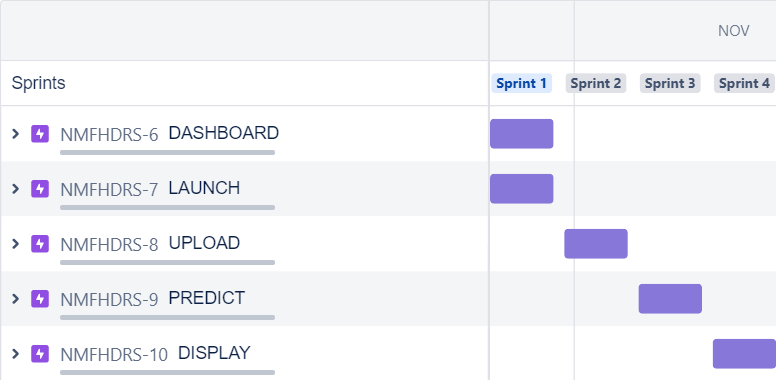 NOV
Sprints Sprint 1 Sprint 2 Sprint 3 Sprint 4
NMFHDRS-6 DASHBOARD
NMFHDRS-7 LAUNCH
NMFHDRS-8 UPLOAD
NMFHDRS-9 PREDICT
NMFHDRS-10 DISPLAY